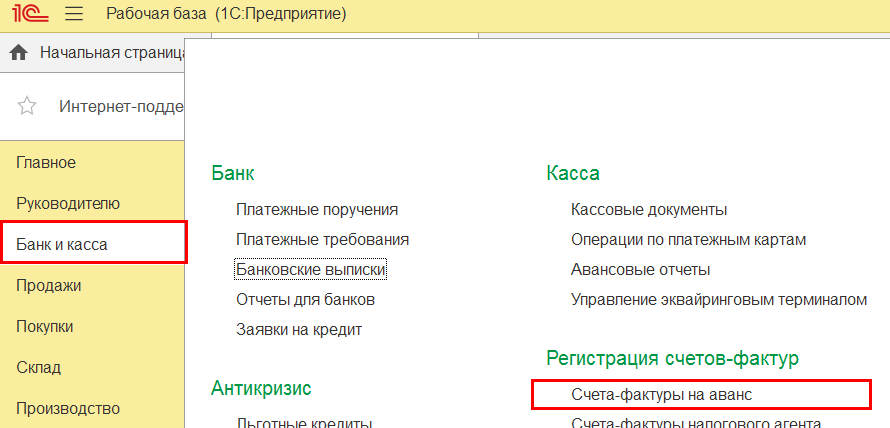 1С Рабочая база (1С:Предприятие)
Начальная страница
Интернет-подде
Главное
Руководителю
Банк и касса
Продажи
Покупки
Склад
Производство
Банк
Платежные поручения
Платежные требования
Банковские выписки
Отчеты для банков
Заявки на кредит
Антикризис
Льготные кредиты
Касса
Кассовые документы
Операции по платежным картам
Авансовые отчеты
Управление эквайринговым терминалом
Регистрация счетов-фактур
Счета-фактуры на аванс
Счета-фактуры налогового агента